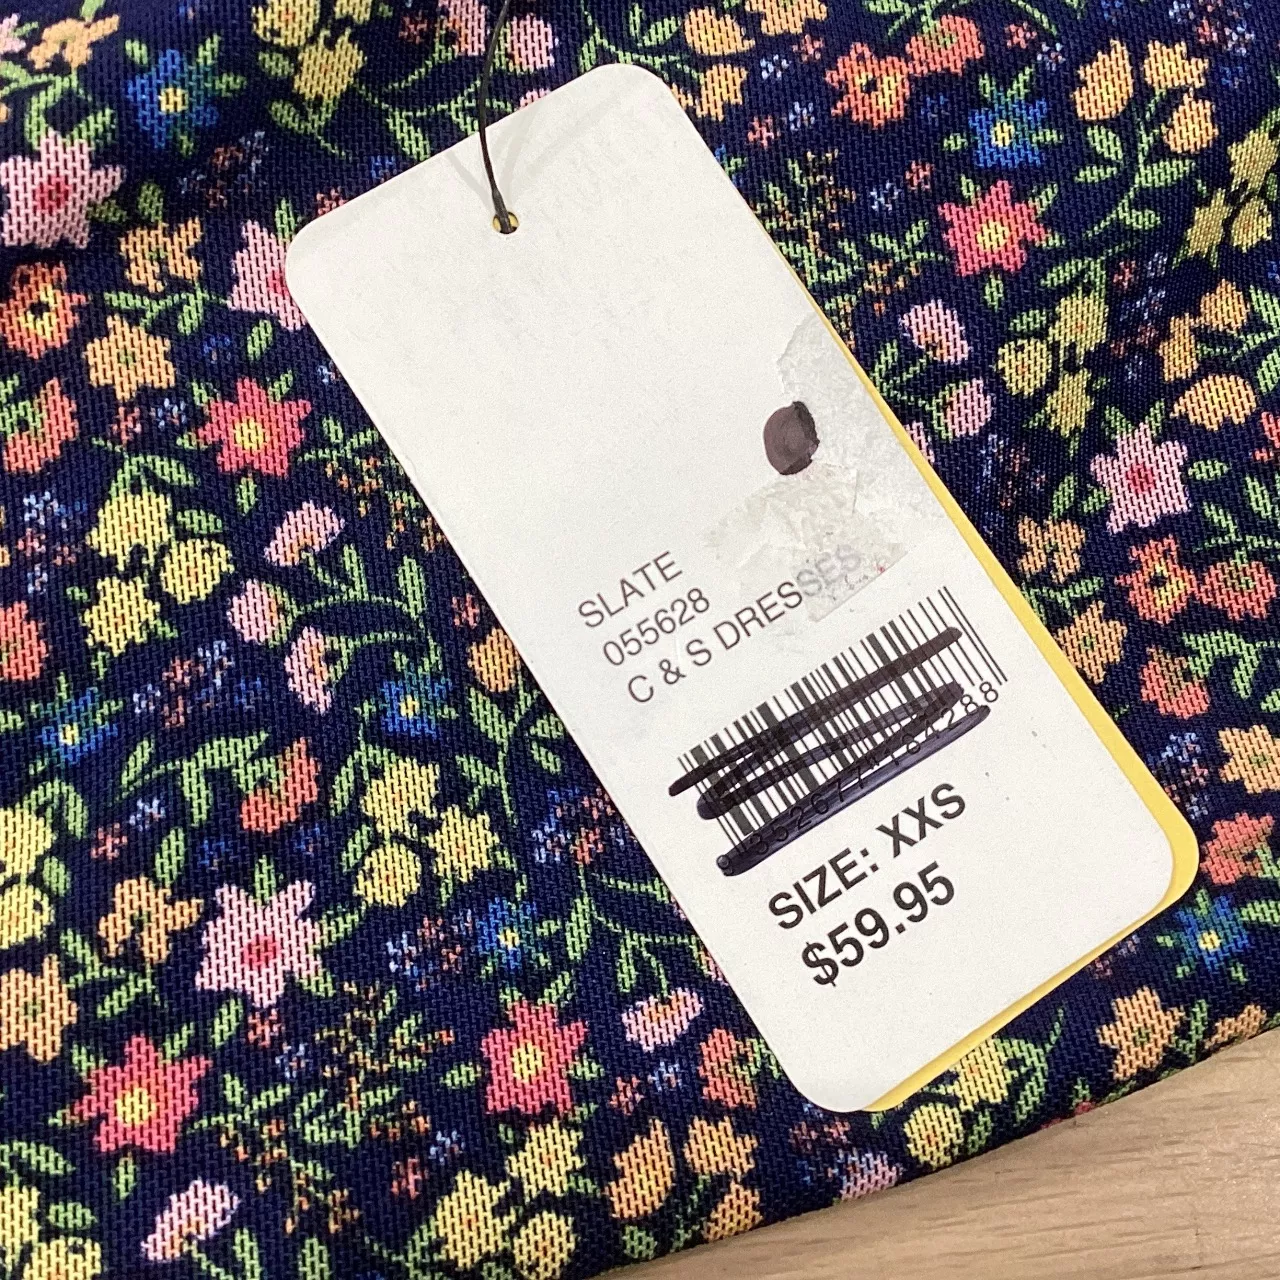 SLATE
055628
C & S DRESSES
SIZE: XXS
$59.95